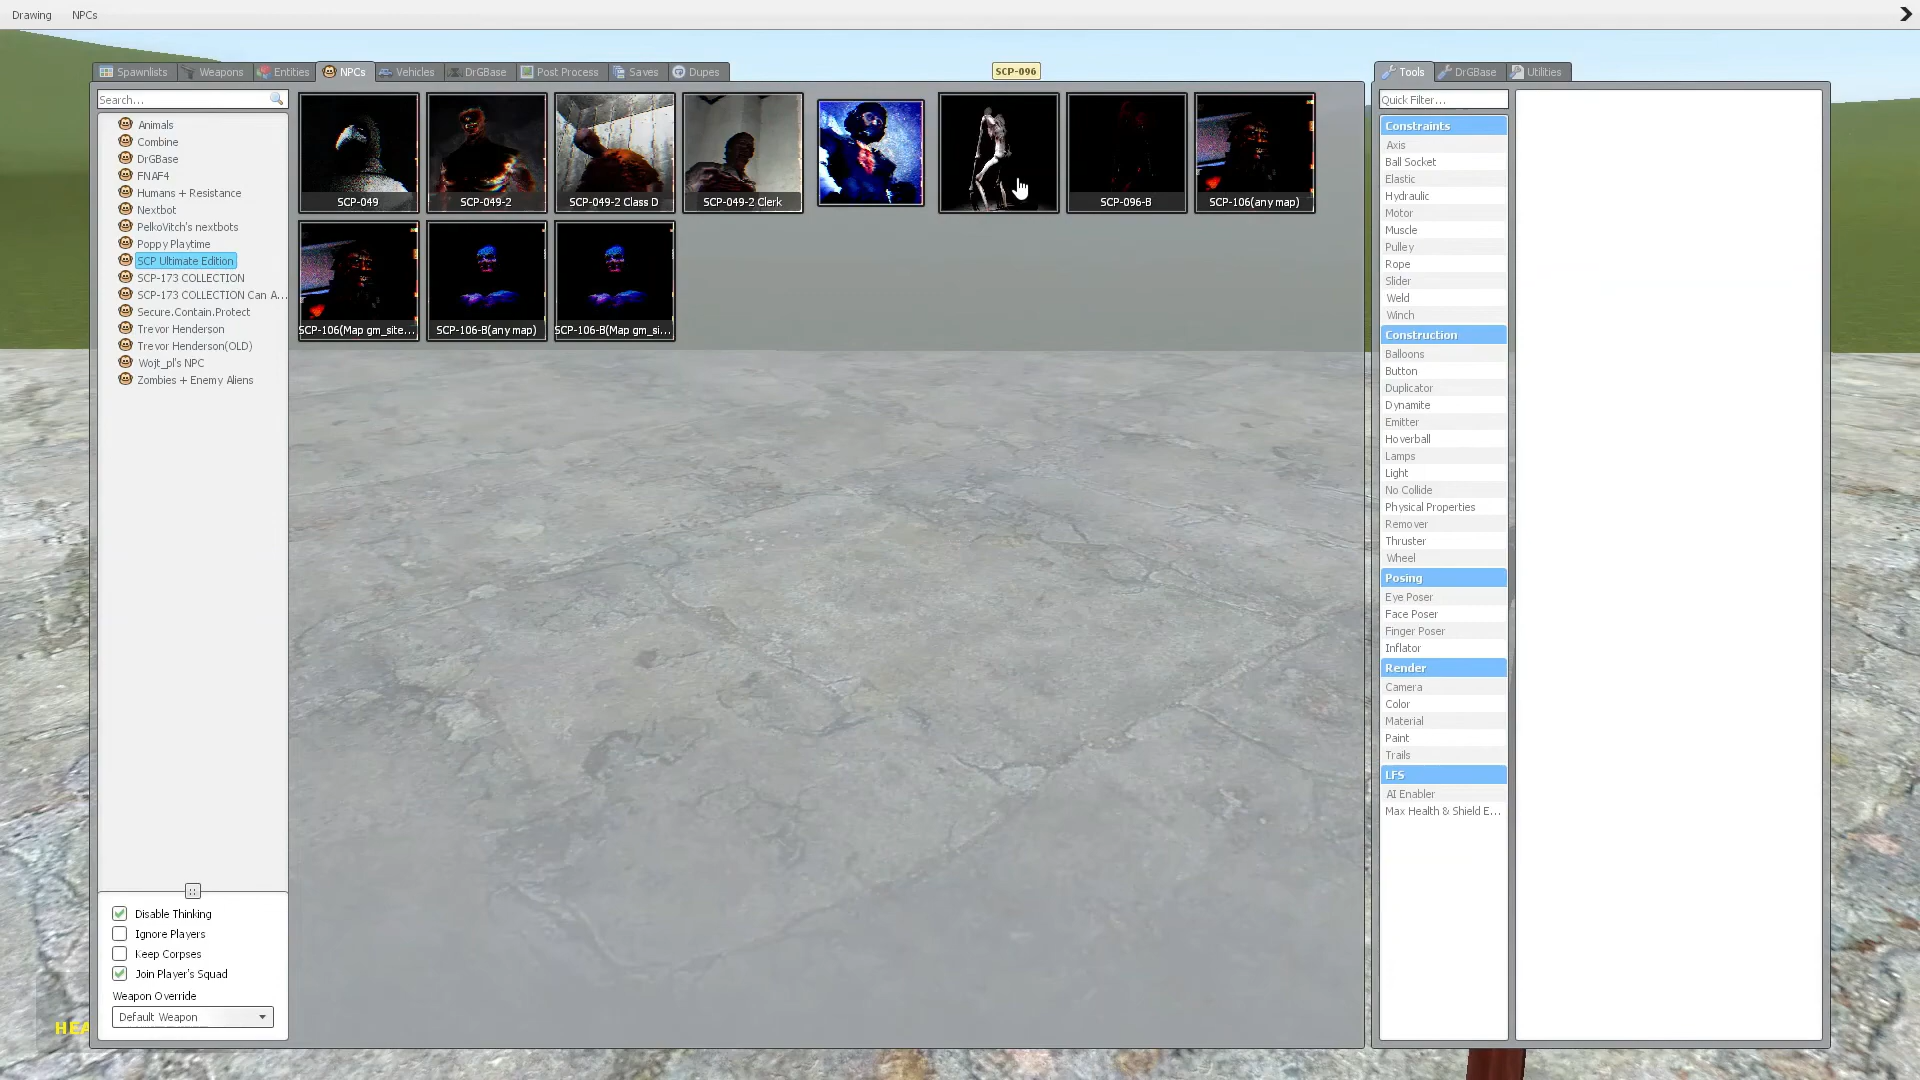 Drawing NPCs
Spawnlists Weapons Entities NPCs Vehicles DrGBase Post Process Saves Dupes
SCP-096
Tools DrGBase Utilities
Search...
Animals
Combine
DrGBase
FNAF4
Humans + Resistance
Nextbot
PelkoVitch's nextbots
Poppy Playtime
SCP Ultimate Edition
SCP-173 COLLECTION
SCP-173 COLLECTION Can A...
Secure.Contain.Protect
Trevor Henderson
Trevor Henderson(OLD)
Wojt_pl's NPC
Zombies + Enemy Aliens
SCP-049
SCP-049-2
SCP-049-2 Class D
SCP-049-2 Clerk
SCP-096-B
SCP-106(any map)
SCP-106(Map gm_site...
SCP-106-B(any map)
SCP-106-B(Map gm_si...
Disable Thinking
Ignore Players
Keep Corpses
Join Player's Squad
Weapon Override
Default Weapon
HEA
Quick Filter...
Constraints
Axis
Ball Socket
Elastic
Hydraulic
Motor
Muscle
Pulley
Rope
Slider
Weld
Winch
Construction
Balloons
Button
Duplicator
Dynamite
Emitter
Hoverball
Lamps
Light
No Collide
Physical Properties
Remover
Thruster
Wheel
Posing
Eye Poser
Face Poser
Finger Poser
Inflator
Render
Camera
Color
Material
Paint
Trails
LFS
AI Enabler
Max Health & Shield E...